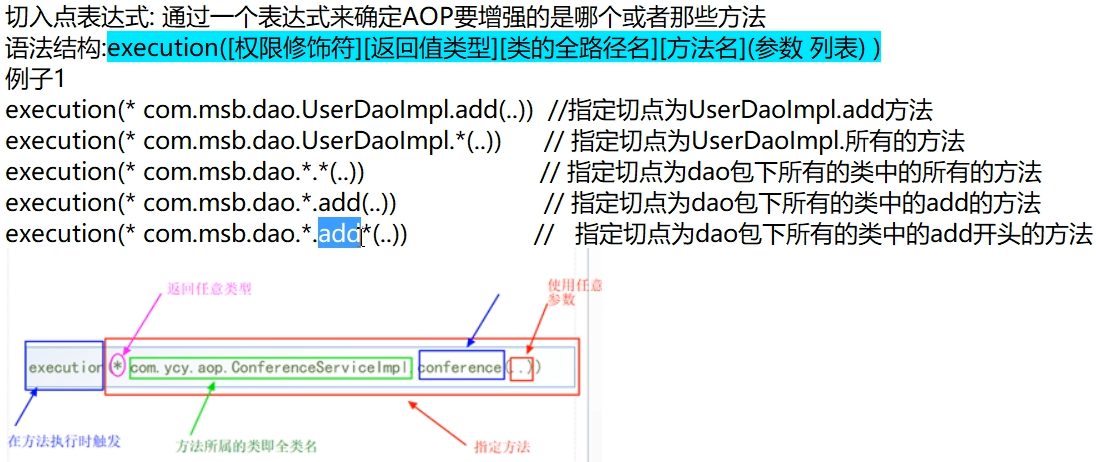 切入点表达式: 通过一个表达式来确定AOP要增强的是哪个或者那些方法
语法结构:execution([权限修饰符][返回值类型][类的全路径名][方法名](参数 列表) )
例子1
execution(* com.msb.dao.UserDaoImpl.add(..)) //指定切点为UserDaoImpl.add方法
execution(* com.msb.dao.UserDaoImpl.*(..)) // 指定切点为UserDaoImpl.所有的方法
execution(* com.msb.dao.*.*(..)) // 指定切点为dao包下所有的类中的所有的方法
execution(* com.msb.dao.*.add(..)) // 指定切点为dao包下所有的类中的add的方法
execution(* com.msb.dao.*.add*(..)) // 指定切点为dao包下所有的类中的add开头的方法
返回任意类型
使用任意
参数
execution(* com.ycy.aop.ConferenceServiceImpl.conference(..))
在方法执行时触发
方法所属的类即全类名
指定方法